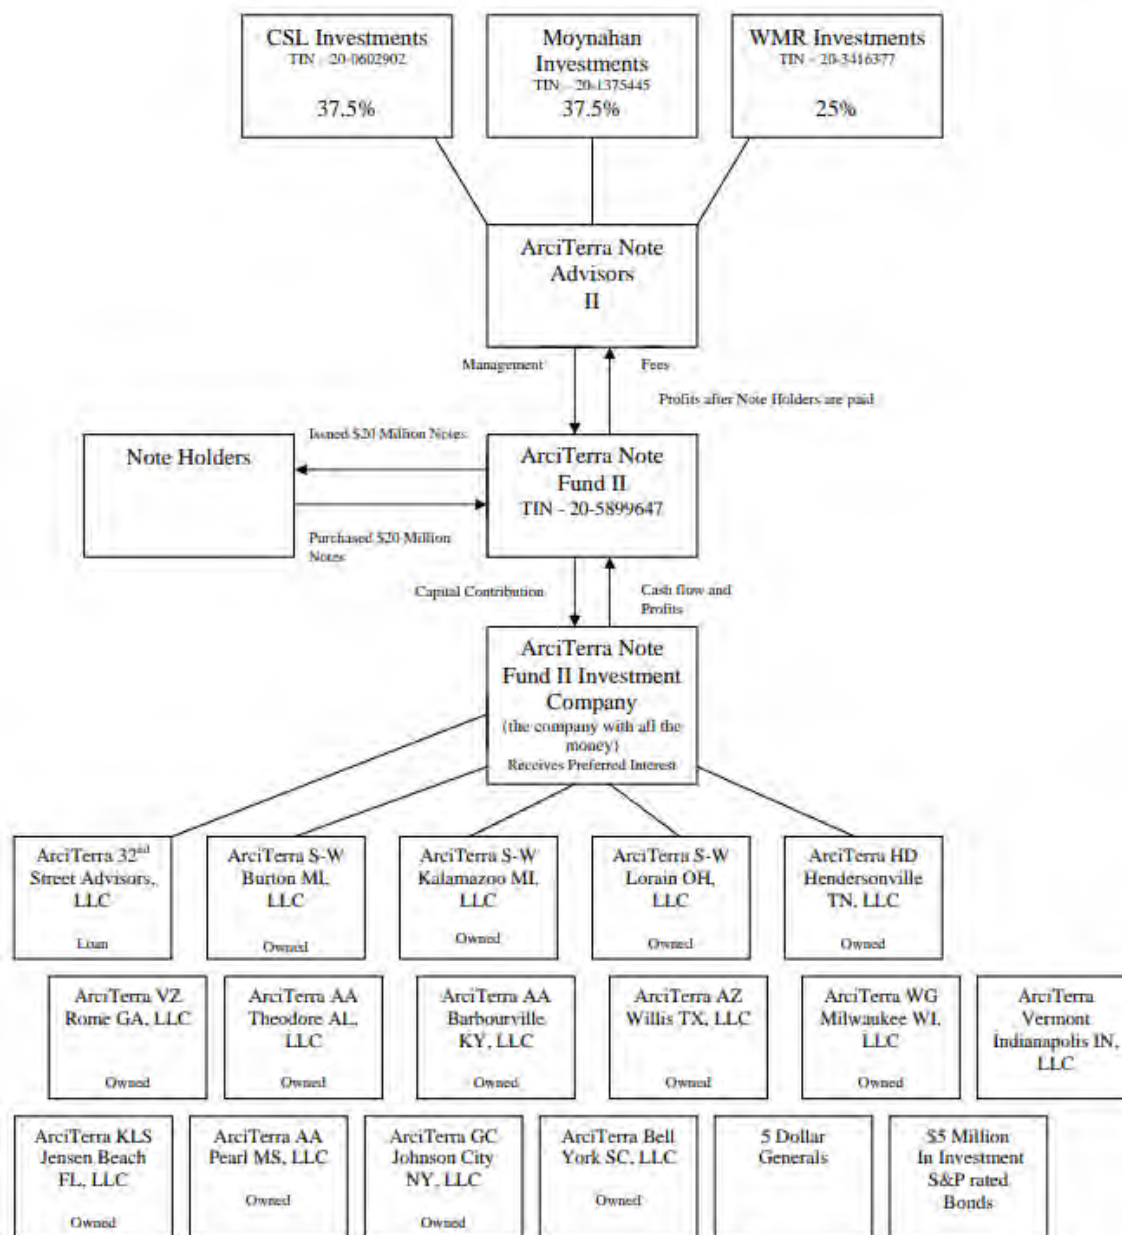 CSL Investments
TIN - 20-0602902
37.5%
Moynahan
Investments
TIN - 20-1375445
37.5%
WMR Investments
TIN - 20-3416377
25%
ArciTerra Note
Advisors
II
Management
Fees
Profits after Note Holders are paid
Issued $20 Million Notes
Note Holders
ArciTerra Note
Fund II
TIN - 20-5899647
Purchased $20 Million
Notes
Capital Contribution
Cash flow and
Profits
ArciTerra Note
Fund II Investment
Company
(the company with all the
money)
Receives Preferred Interest
ArciTerra 32nd
Street Advisors,
LLC
Loan
ArciTerra S-W
Burton MI,
LLC
Owned
ArciTerra S-W
Kalamazoo MI,
LLC
Owned
ArciTerra S-W
Lorain OH,
LLC
Owned
ArciTerra HD
Hendersonville
TN, LLC
Owned
ArciTerra VZ
Rome GA, LLC
Owned
ArciTerra AA
Theodore AL,
LLC
Owned
ArciTerra AA
Barbourville
KY, LLC
Owned
ArciTerra AZ
Willis TX, LLC
Owned
ArciTerra WG
Milwaukee WI,
LLC
Owned
ArciTerra
Vermont
Indianapolis IN,
LLC
ArciTerra KLS
Jensen Beach
FL, LLC
Owned
ArciTerra AA
Pearl MS, LLC
Owned
ArciTerra GC
Johnson City
NY, LLC
Owned
ArciTerra Bell
York SC, LLC
Owned
5 Dollar
Generals
$5 Million
In Investment
S&P rated
Bonds